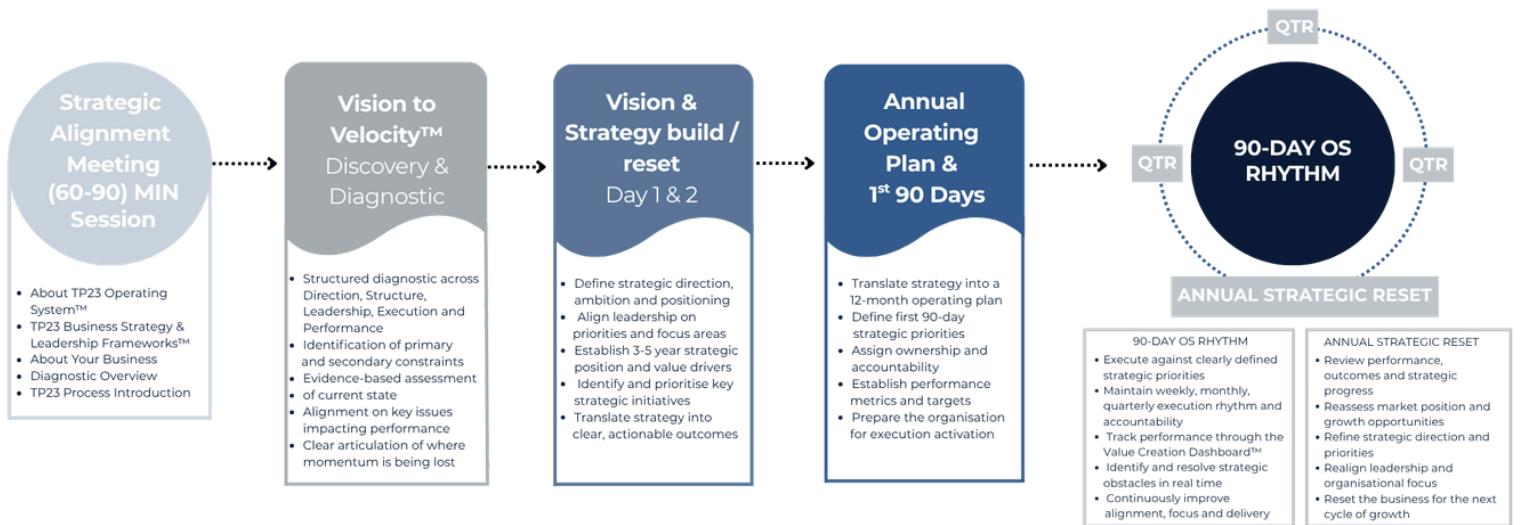 Strategic
Alignment
Meeting
(60-90) MIN
Session
• About TP23 Operating
System™
• TP23 Business Strategy &
Leadership Frameworks™
• About Your Business
• Diagnostic Overview
• TP23 Process Introduction
Vision to
Velocity™
Discovery &
Diagnostic
• Structured diagnostic across
Direction, Structure,
Leadership, Execution and
Performance
• Identification of primary
and secondary constraints
• Evidence-based assessment
• of current state
• Alignment on key issues
impacting performance
• Clear articulation of where
momentum is being lost
Vision &
Strategy build /
reset
Day 1 & 2
• Define strategic direction,
ambition and positioning
• Align leadership on
priorities and focus areas
• Establish 3-5 year strategic
position and value drivers
• Identify and prioritise key
strategic initiatives
• Translate strategy into
clear, actionable outcomes
Annual
Operating
Plan &
1st 90 Days
• Translate strategy into a
12-month operating plan
• Define first 90-day
strategic priorities
• Assign ownership and
accountability
• Establish performance
metrics and targets
• Prepare the organisation
for execution activation
QTR
QTR
90-DAY OS
RHYTHM
QTR
ANNUAL STRATEGIC RESET
90-DAY OS RHYTHM
• Execute against clearly defined
strategic priorities
• Maintain weekly, monthly,
quarterly execution rhythm and
accountability
• Track performance through the
Value Creation Dashboard™
• Identify and resolve strategic
obstacles in real time
• Continuously improve
alignment, focus and delivery
ANNUAL STRATEGIC RESET
• Review performance,
outcomes and strategic
progress
• Reassess market position and
growth opportunities
• Refine strategic direction and
priorities
• Realign leadership and
organisational focus
• Reset the business for the next
cycle of growth